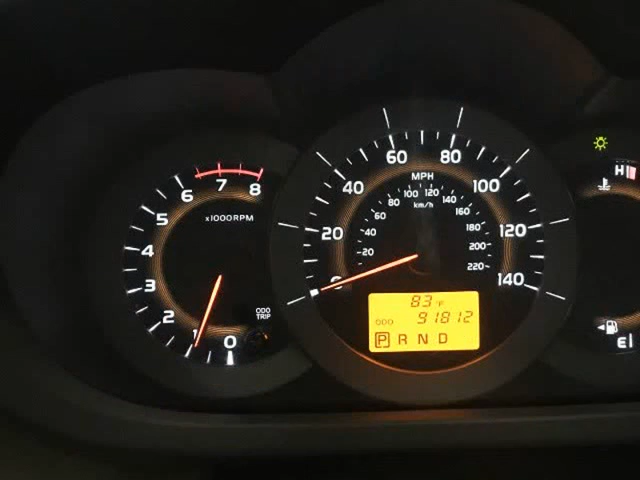 0 1 2 3 4 5 6 7 8
x1000RPM
ODO
TRIP
0 20 40 60 80 100 120 140
MPH
20 40 60 80 100 120 140 160 180 200 220
km/h
83 °F
ODO 91812
P R N D
H
E